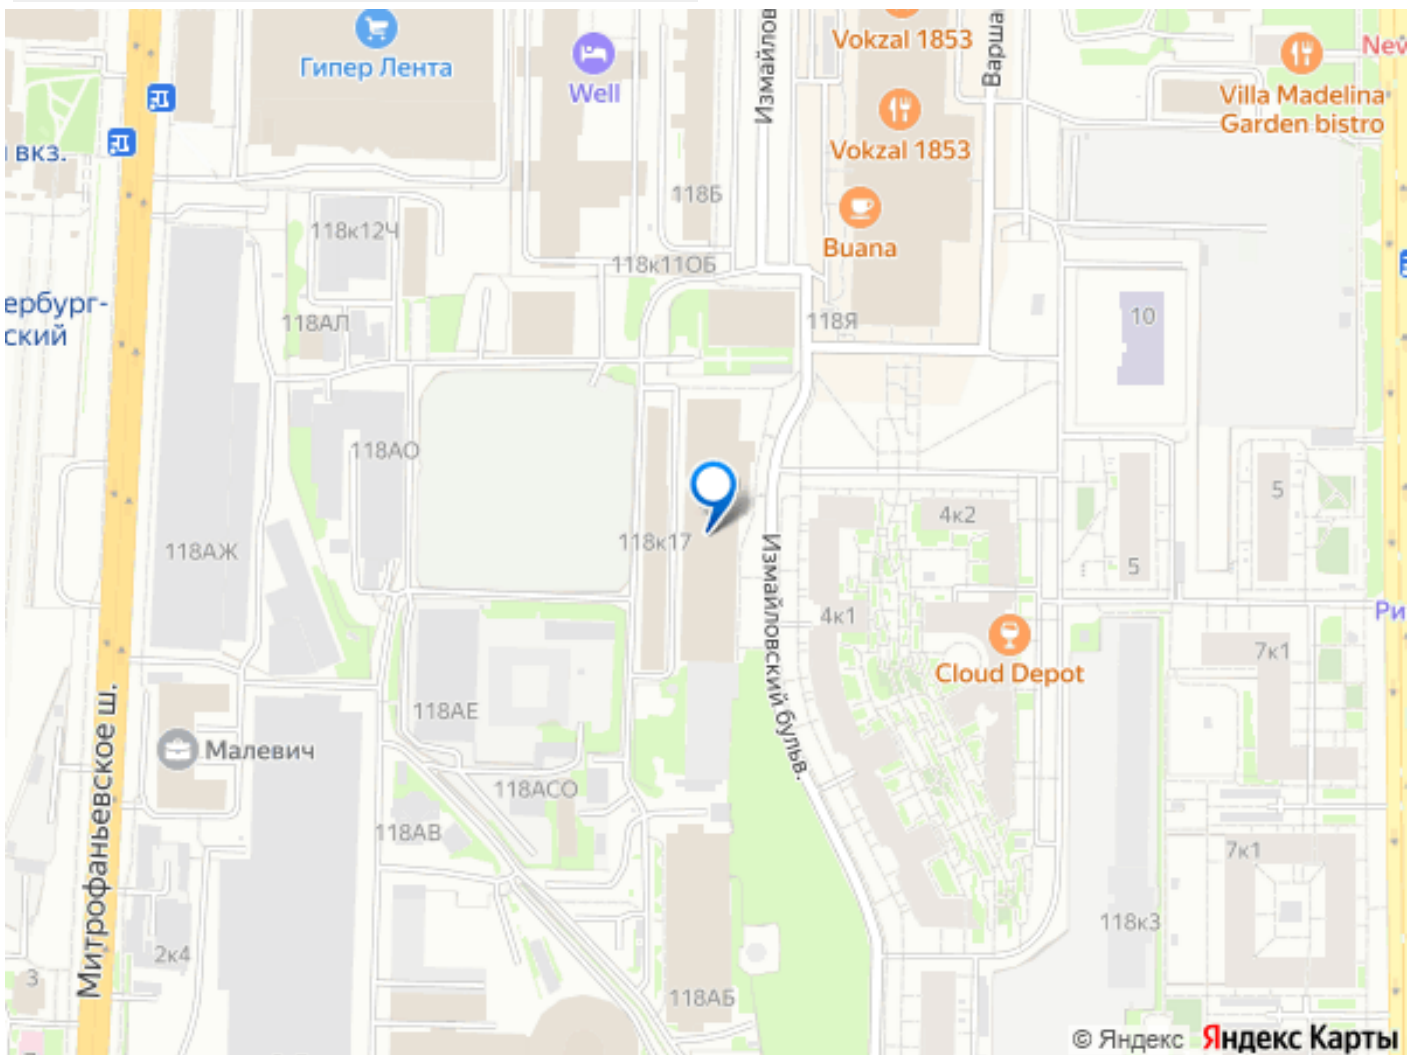 Гипер Лента
Well
Измайлов
Vokzal 1853
Варша
New
Villa Madelina
Garden bistro
вкз.
Vokzal 1853
118Б
118к12Ч
Buana
118к11ОБ
ербург-
ский
118АЛ
118Я
10
118АО
5
4к2
118АЖ
118к17
5
Измайловский бульв.
4к1
Ри
Cloud Depot
7к1
Митрофаньевское ш.
118АЕ
Малевич
118АСО
118АВ
7к1
118к3
2к4
3
118АБ
© Яндекс Яндекс Карты